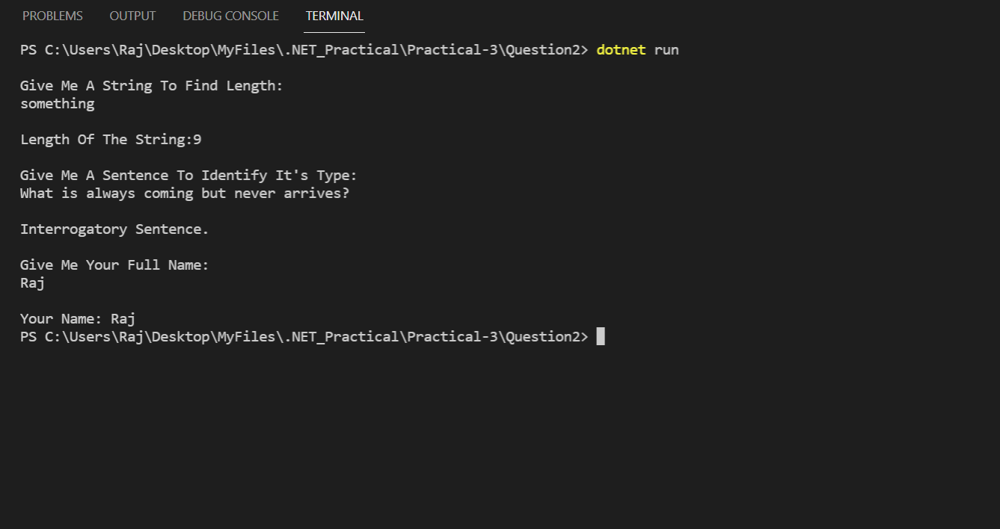 PROBLEMS OUTPUT DEBUG CONSOLE TERMINAL
PS C:\Users\Raj\Desktop\MyFiles\.NET_Practical\Practical-3\Question2> dotnet run
Give Me A String To Find Length:
something
Length Of The String:9
Give Me A Sentence To Identify It's Type:
What is always coming but never arrives?
Interrogatory Sentence.
Give Me Your Full Name:
Raj
Your Name: Raj
PS C:\Users\Raj\Desktop\MyFiles\.NET_Practical\Practical-3\Question2>